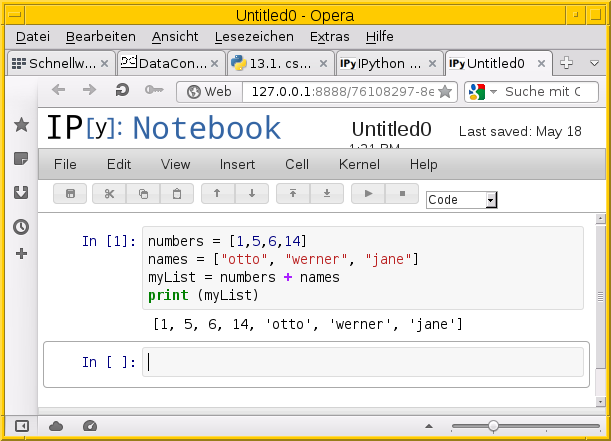 Untitled0 - Opera
Datei Bearbeiten Ansicht Lesezeichen Extras Hilfe
Schnellw... DataCon... 13.1. cs... IP[y] IPython ... IP[y] Untitled0
Web 127.0.0.1:8888/76108297-8e Suche mit G
IP[y]: Notebook Untitled0 Last saved: May 18
1:21 PM
File Edit View Insert Cell Kernel Help
Code
In [1]: numbers = [1,5,6,14]
names = ["otto", "werner", "jane"]
myList = numbers + names
print (myList)
[1, 5, 6, 14, 'otto', 'werner', 'jane']
In [ ]: